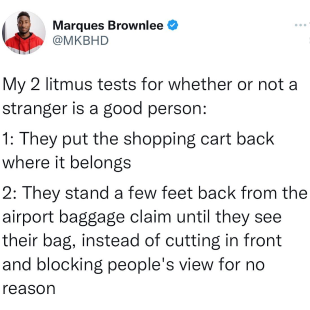 Marques Brownlee
@MKBHD
My 2 litmus tests for whether or not a
stranger is a good person:
1: They put the shopping cart back
where it belongs
2: They stand a few feet back from the
airport baggage claim until they see
their bag, instead of cutting in front
and blocking people's view for no
reason